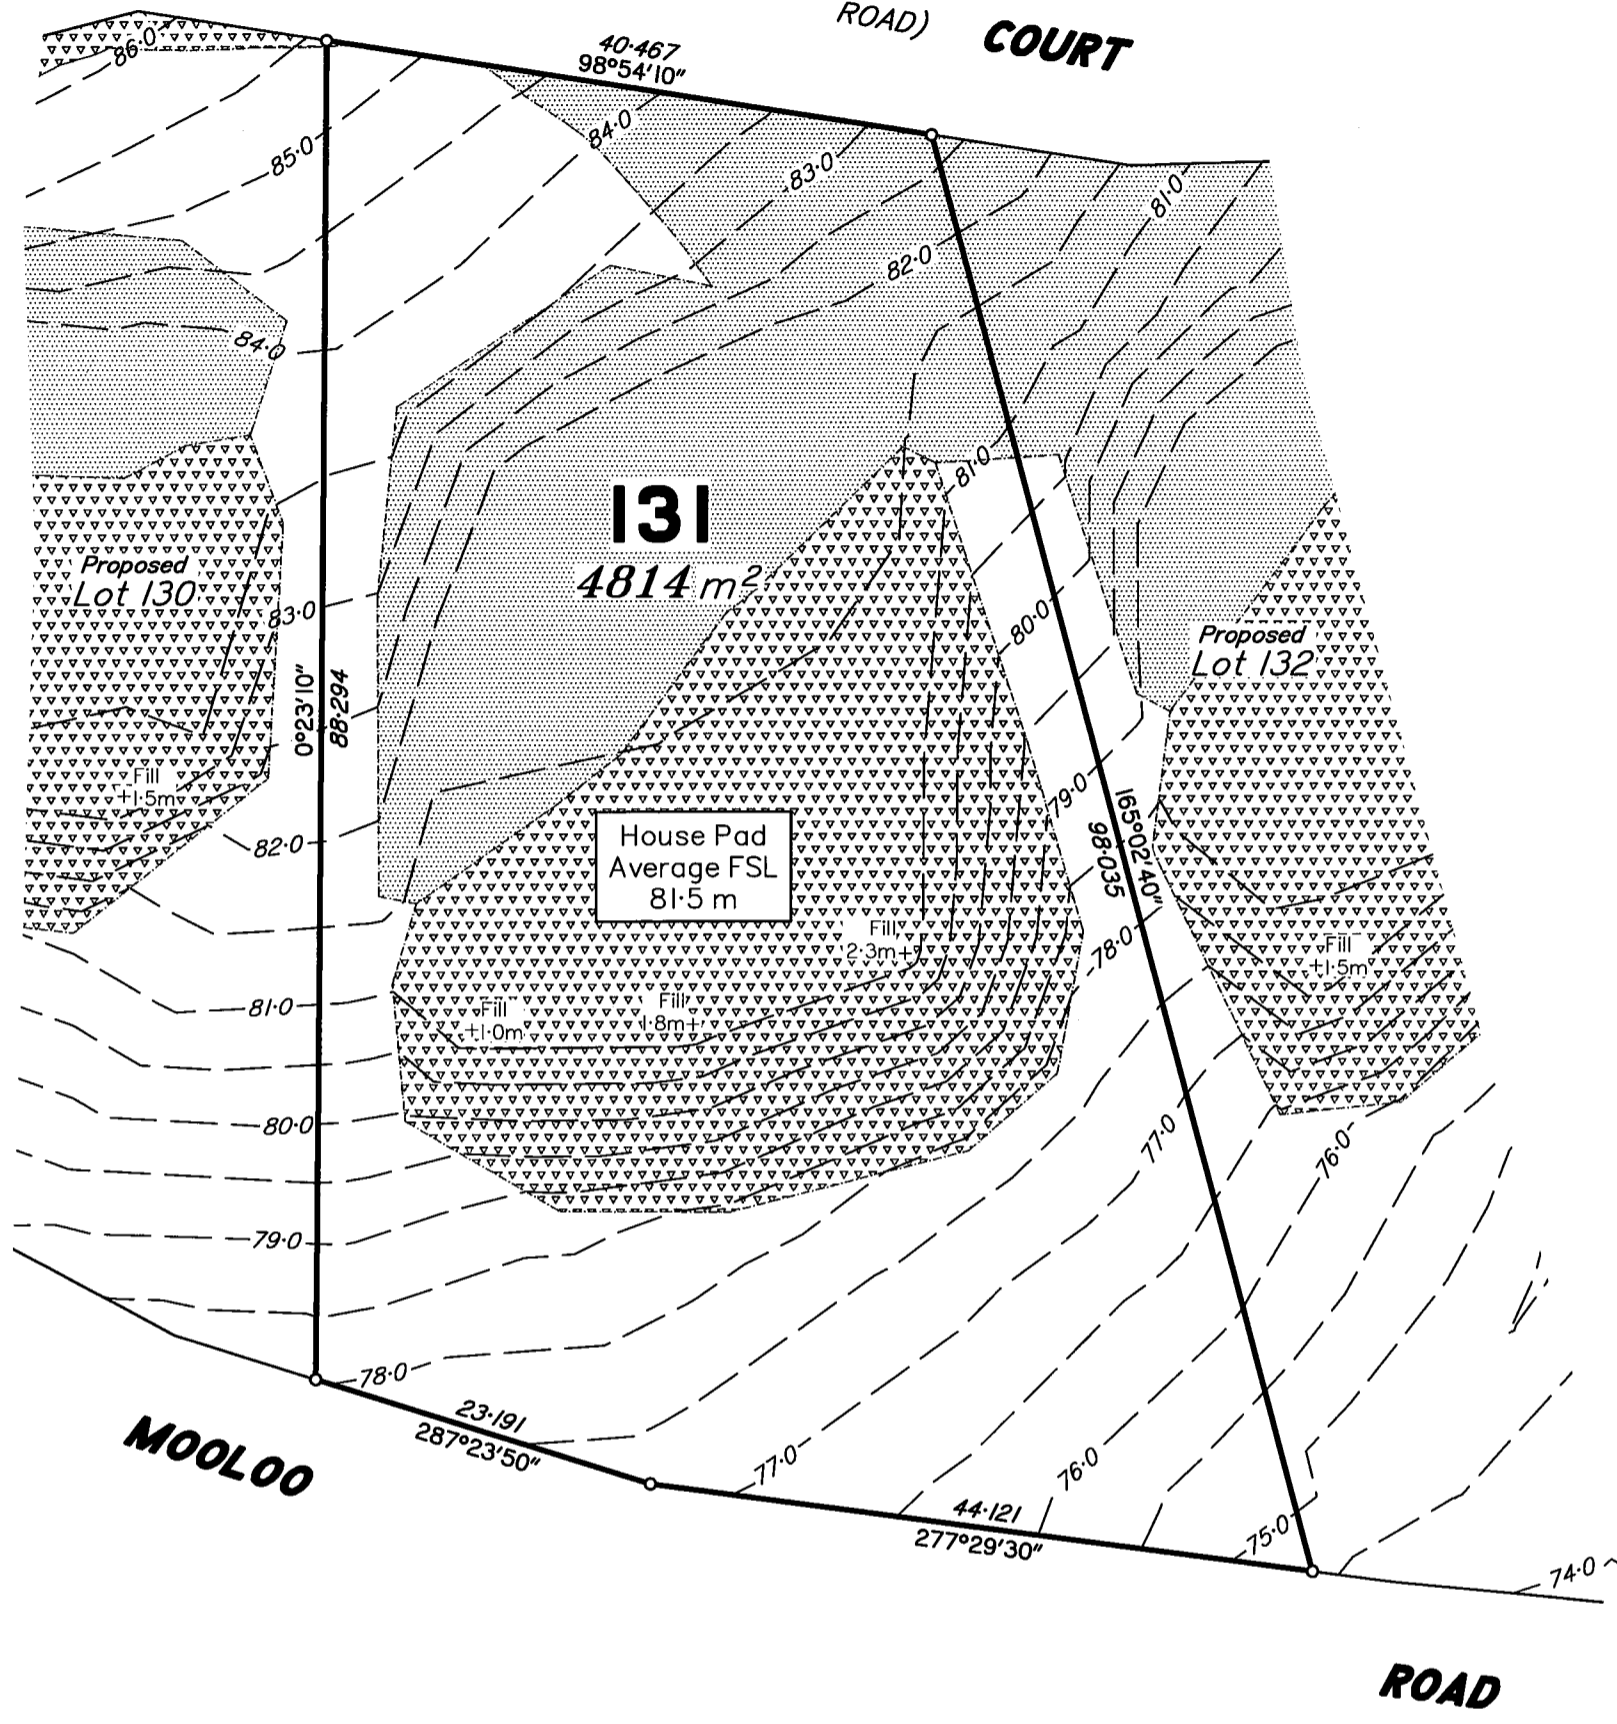 ROAD)
COURT
86·0
40·467
98°54'10"
85·0
84·0
83·0
81·0
82·0
84·0
81·0
131
4814 m²
Proposed
Lot 130
83·0
80·0
Proposed
Lot 132
0°23'10"
88·294
Fill
+1·5m
79·0
165°02'40"
98·035
House Pad
Average FSL
81·5 m
82·0
Fill
2·3m+
78·0
Fill
+1·5m
81·0
Fill
+1·0m
Fill
1·8m+
80·0
77·0
76·0
79·0
78·0
23·191
287°23'50"
MOOLOO
77·0
76·0
44·121
277°29'30"
75·0
74·0
ROAD